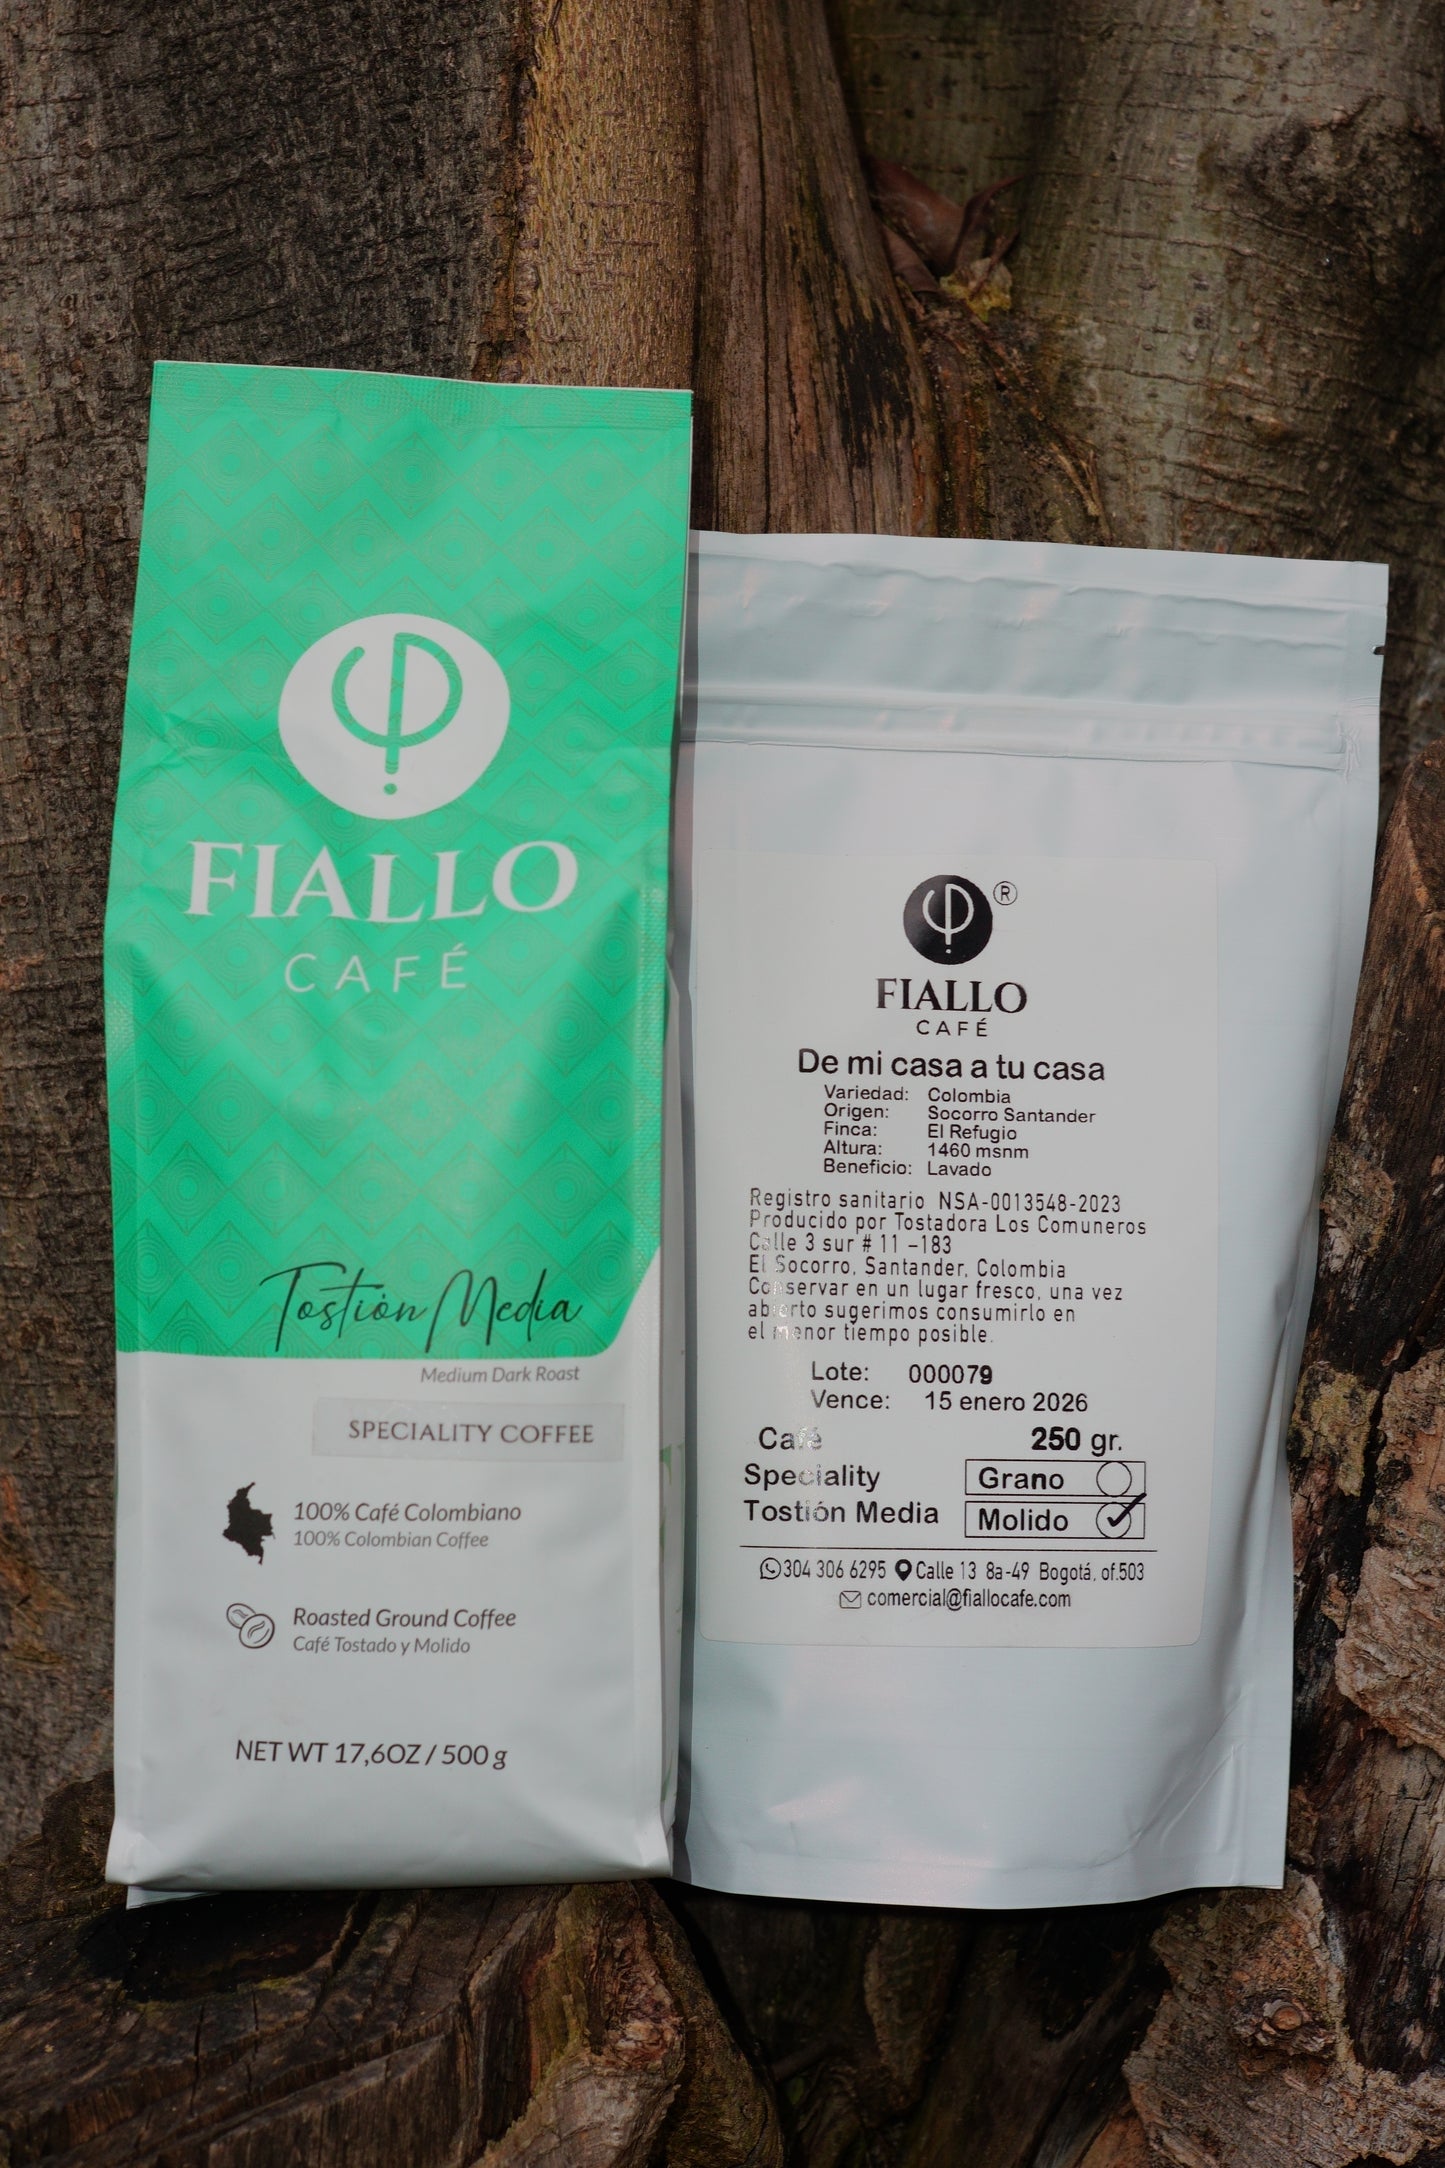 FIALLO
CAFÉ
Tostión Media
Medium Dark Roast
SPECIALITY COFFEE
100% Café Colombiano
100% Colombian Coffee
Roasted Ground Coffee
Café Tostado y Molido
NET WT 17,6OZ / 500 g
®
FIALLO
CAFÉ
De mi casa a tu casa
Variedad: Colombia
Origen: Socorro Santander
Finca: El Refugio
Altura: 1460 msnm
Beneficio: Lavado
Registro sanitario NSA-0013548-2023
Producido por Tostadora Los Comuneros
Calle 3 sur # 11 –183
El Socorro, Santander, Colombia
Conservar en un lugar fresco, una vez
abierto sugerimos consumirlo en
el menor tiempo posible.
Lote: 000079
Vence: 15 enero 2026
Café 250 gr.
Speciality Grano
Tostión Media Molido
304 306 6295 Calle 13 8a-49 Bogotá, of.503
comercial@fiallocafe.com